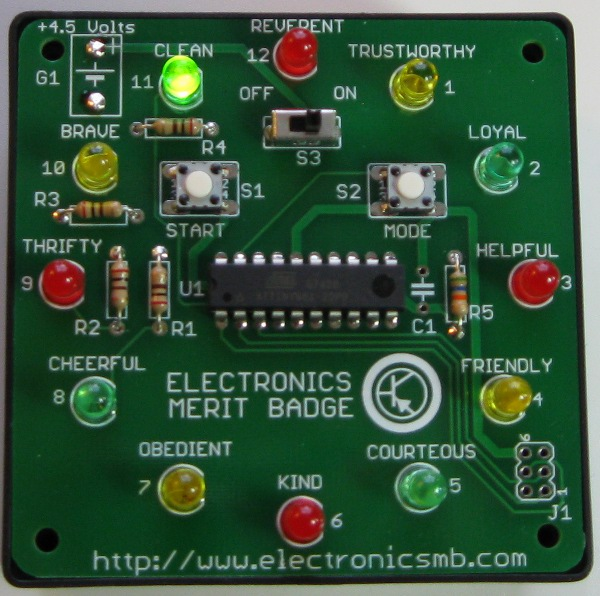 +4.5 Volts
+
G1
CLEAN
11
REVERENT
12
TRUSTWORTHY
1
OFF ON
S3
BRAVE
10
R4
LOYAL
2
R3
S1
START
S2
MODE
THRIFTY
9
HELPFUL
3
R2
R1
U1
C1
R5
CHEERFUL
8
ELECTRONICS
MERIT BADGE
FRIENDLY
4
OBEDIENT
7
KIND
6
COURTEOUS
5
6
1
J1
http://www.electronicsmb.com